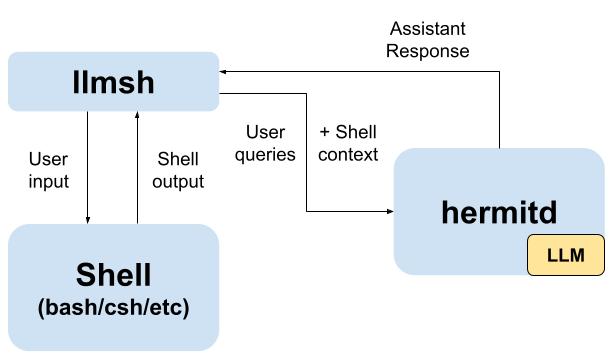 Assistant
Response
llmsh
User
queries
+ Shell
context
User
input
Shell
output
hermitd
LLM
Shell
(bash/csh/etc)